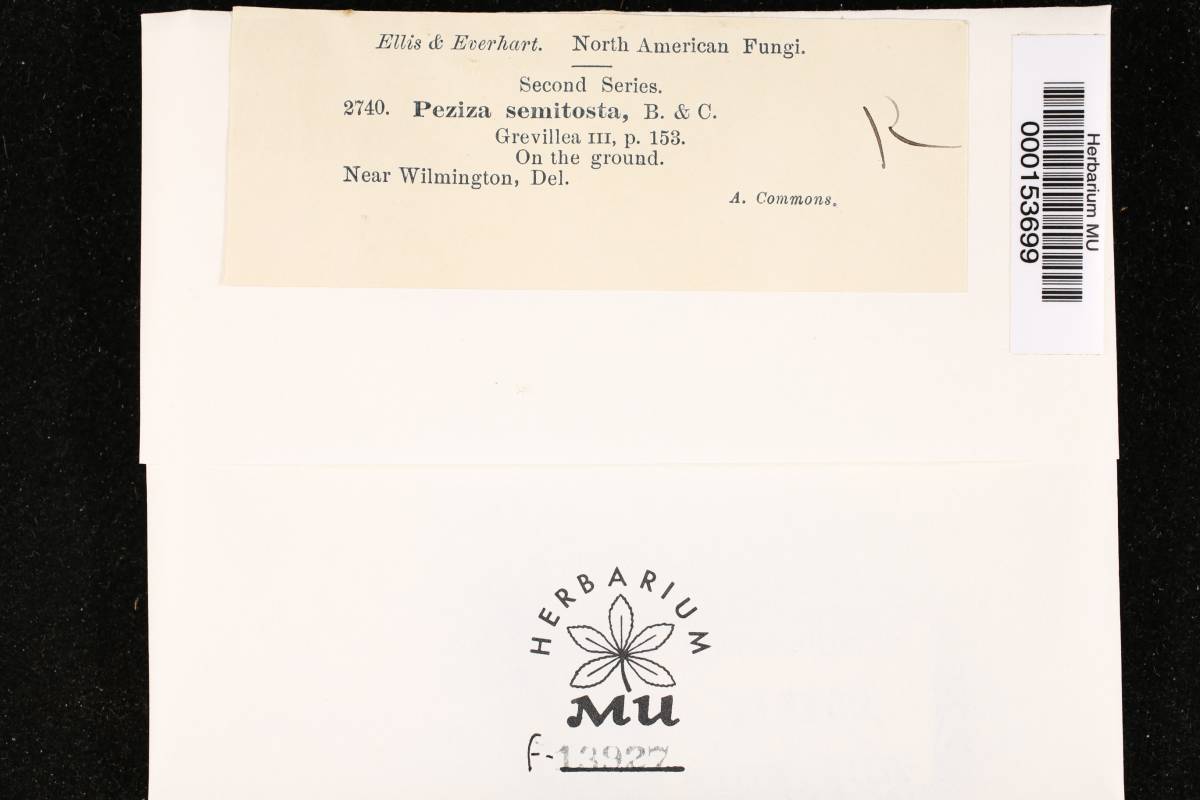 Ellis & Everhart. North American Fungi.
Second Series.
2740. Peziza semitosta, B. & C.
Grevillea III, p. 153.
On the ground.
Near Wilmington, Del.
A. Commons.
R
Herbarium MU
000153699
HERBARIUM
MU
F-13927